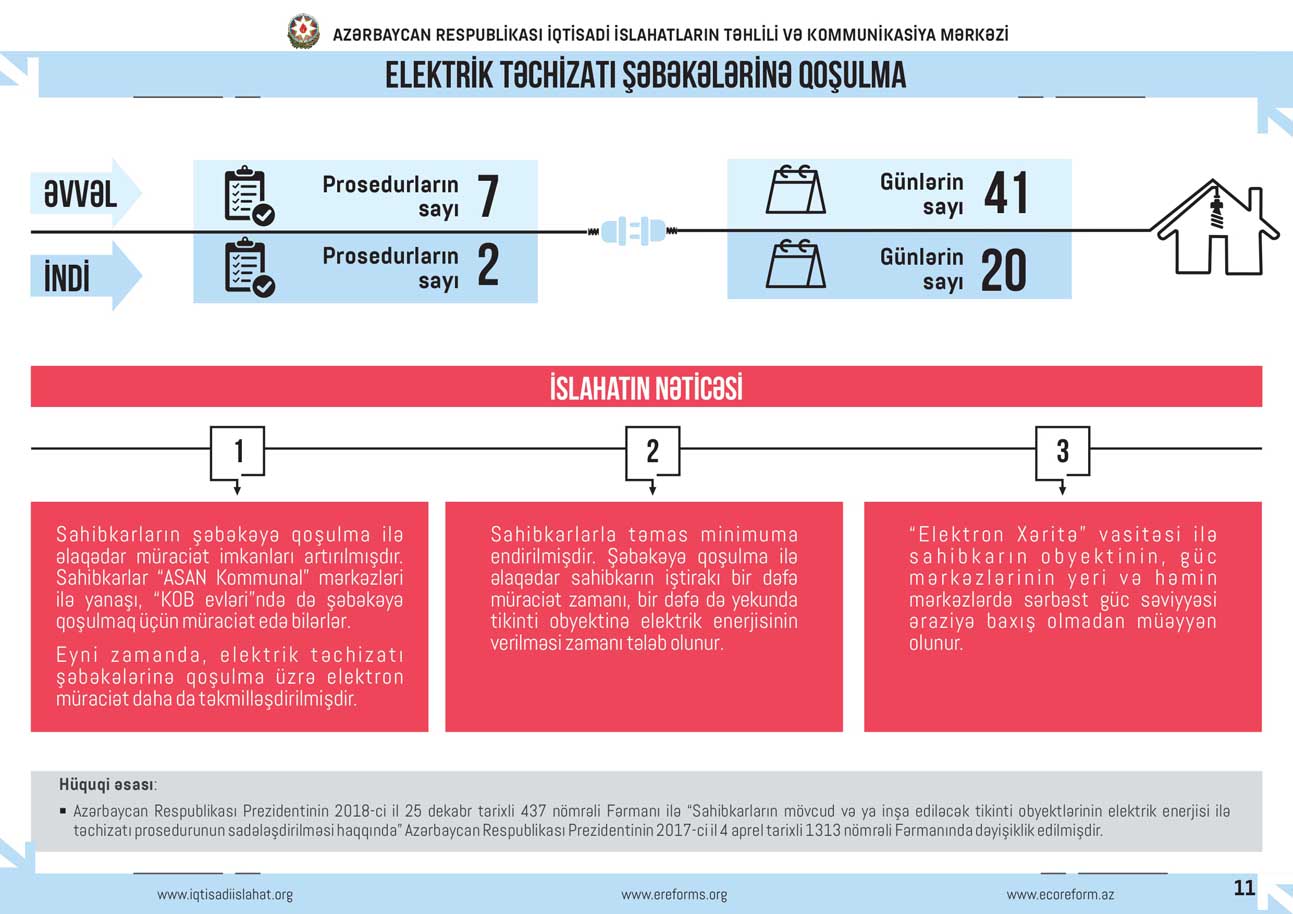 AZƏRBAYCAN RESPUBLİKASI İQTİSADİ İSLAHATLARIN TƏHLİLİ VƏ KOMMUNİKASİYA MƏRKƏZİ
ELEKTRİK TƏCHİZATI ŞƏBƏKƏLƏRİNƏ QOŞULMA
ƏVVƏL
Prosedurların
sayı
7
Günlərin
sayı
41
İNDİ
Prosedurların
sayı
2
Günlərin
sayı
20
İSLAHATIN NƏTİCƏSİ
1
Sahibkarların şəbəkəyə qoşulma ilə
əlaqədar müraciət imkanları artırılmışdır.
Sahibkarlar “ASAN Kommunal” mərkəzləri
ilə yanaşı, “KOB evləri”ndə də şəbəkəyə
qoşulmaq üçün müraciət edə bilərlər.
Eyni zamanda, elektrik təchizatı
şəbəkələrinə qoşulma üzrə elektron
müraciət daha da təkmilləşdirilmişdir.
2
Sahibkarlarla təmas minimuma
endirilmişdir. Şəbəkəyə qoşulma ilə
əlaqədar sahibkarın iştirakı bir dəfə
müraciət zamanı, bir dəfə də yekunda
tikinti obyektinə elektrik enerjisinin
verilməsi zamanı tələb olunur.
3
“Elektron Xəritə” vasitəsi ilə
sahibkarın obyektinin, güc
mərkəzlərinin yeri və həmin
mərkəzlərdə sərbəst güc səviyyəsi
əraziyə baxış olmadan müəyyən
olunur.
Hüquqi əsası:
▪ Azərbaycan Respublikası Prezidentinin 2018-ci il 25 dekabr tarixli 437 nömrəli Fərmanı ilə “Sahibkarların mövcud və ya inşa ediləcək tikinti obyektlərinin elektrik enerjisi ilə
təchizatı prosedurunun sadələşdirilməsi haqqında” Azərbaycan Respublikası Prezidentinin 2017-ci il 4 aprel tarixli 1313 nömrəli Fərmanında dəyişiklik edilmişdir.
www.iqtisadiislahat.org
www.ereforms.org
www.ecoreform.az
11